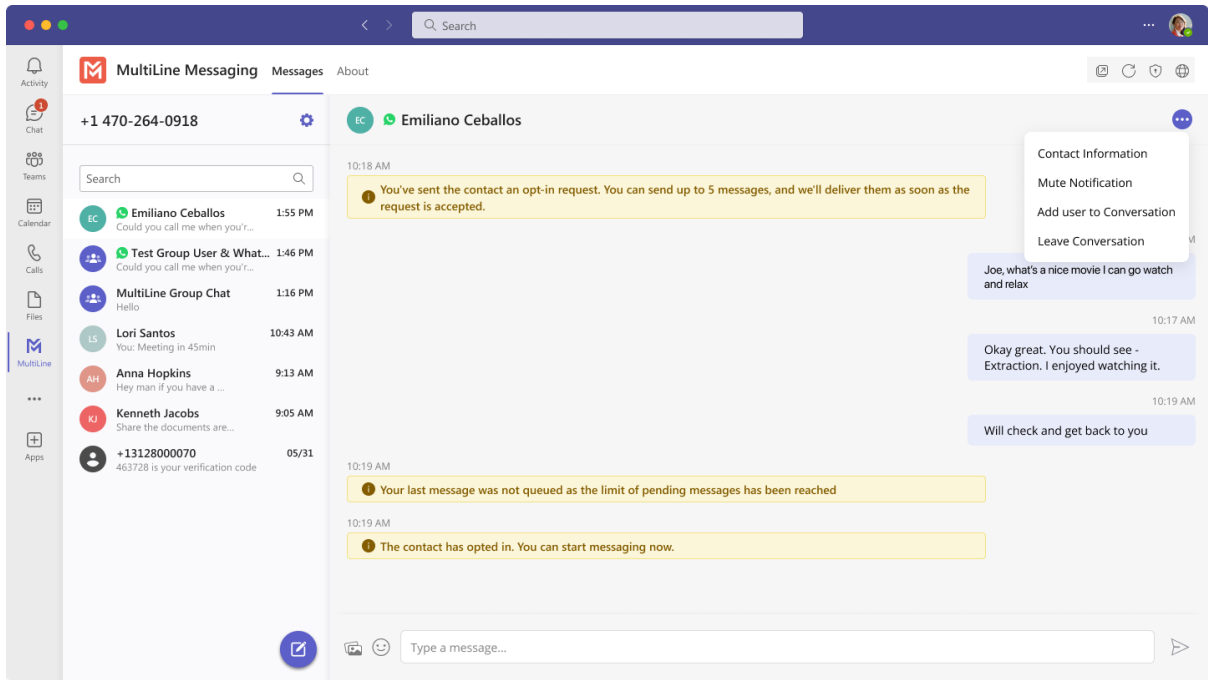 Search
Activity
1
Chat
Teams
Calendar
Calls
Files
MultiLine
Apps
MultiLine Messaging
Messages
About
+1 470-264-0918
Search
EC
Emiliano Ceballos
1:55 PM
Could you call me when you'r...
Test Group User & What...
1:46 PM
Could you call me when you'r...
MultiLine Group Chat
1:16 PM
Hello
LS
Lori Santos
10:43 AM
You: Meeting in 45min
AH
Anna Hopkins
9:13 AM
Hey man if you have a ...
KJ
Kenneth Jacobs
9:05 AM
Share the documents are...
+13128000070
05/31
463728 is your verification code
EC
Emiliano Ceballos
Contact Information
Mute Notification
Add user to Conversation
Leave Conversation
10:18 AM
You've sent the contact an opt-in request. You can send up to 5 messages, and we'll deliver them as soon as the
request is accepted.
M
Joe, what's a nice movie I can go watch
and relax
10:17 AM
Okay great. You should see -
Extraction. I enjoyed watching it.
10:19 AM
Will check and get back to you
10:19 AM
Your last message was not queued as the limit of pending messages has been reached
10:19 AM
The contact has opted in. You can start messaging now.
Type a message...